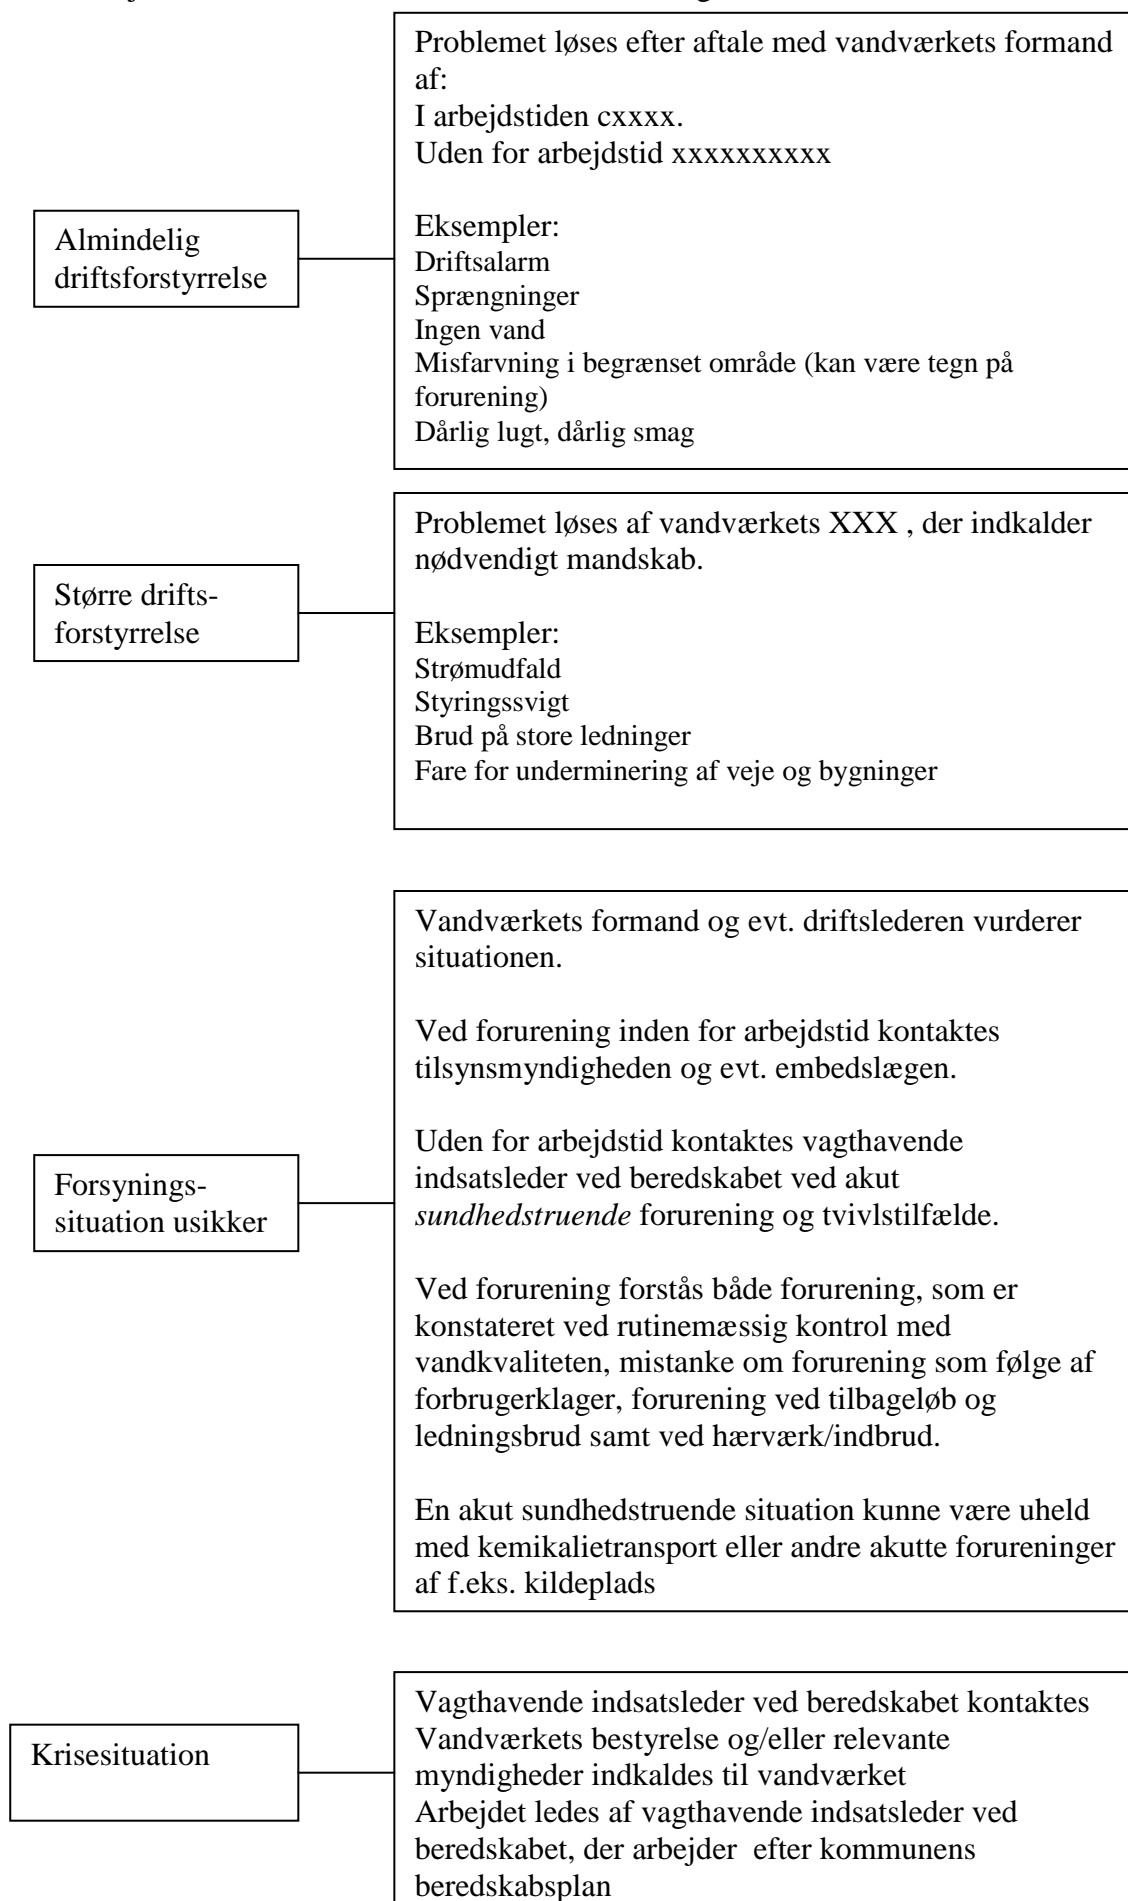 Problemet løses efter aftale med vandværkets formand
af:
I arbejdstiden cxxxx.
Uden for arbejdstid xxxxxxxxxx
Eksempler:
Driftsalarm
Sprængninger
Ingen vand
Misfarvning i begrænset område (kan være tegn på
forurening)
Dårlig lugt, dårlig smag
Almindelig
driftsforstyrrelse
Problemet løses af vandværkets XXX , der indkalder
nødvendigt mandskab.
Eksempler:
Strømudfald
Styringssvigt
Brud på store ledninger
Fare for underminering af veje og bygninger
Større drifts-
forstyrrelse
Vandværkets formand og evt. driftslederen vurderer
situationen.
Ved forurening inden for arbejdstid kontaktes
tilsynsmyndigheden og evt. embedslægen.
Uden for arbejdstid kontaktes vagthavende
indsatsleder ved beredskabet ved akut
sundhedstruende forurening og tvivlstilfælde.
Ved forurening forstås både forurening, som er
konstateret ved rutinemæssig kontrol med
vandkvaliteten, mistanke om forurening som følge af
forbrugerklager, forurening ved tilbageløb og
ledningsbrud samt ved hærværk/indbrud.
En akut sundhedstruende situation kunne være uheld
med kemikalietransport eller andre akutte forureninger
af f.eks. kildeplads
Forsynings-
situation usikker
Vagthavende indsatsleder ved beredskabet kontaktes
Vandværkets bestyrelse og/eller relevante
myndigheder indkaldes til vandværket
Arbejdet ledes af vagthavende indsatsleder ved
beredskabet, der arbejder efter kommunens
beredskabsplan
Krisesituation